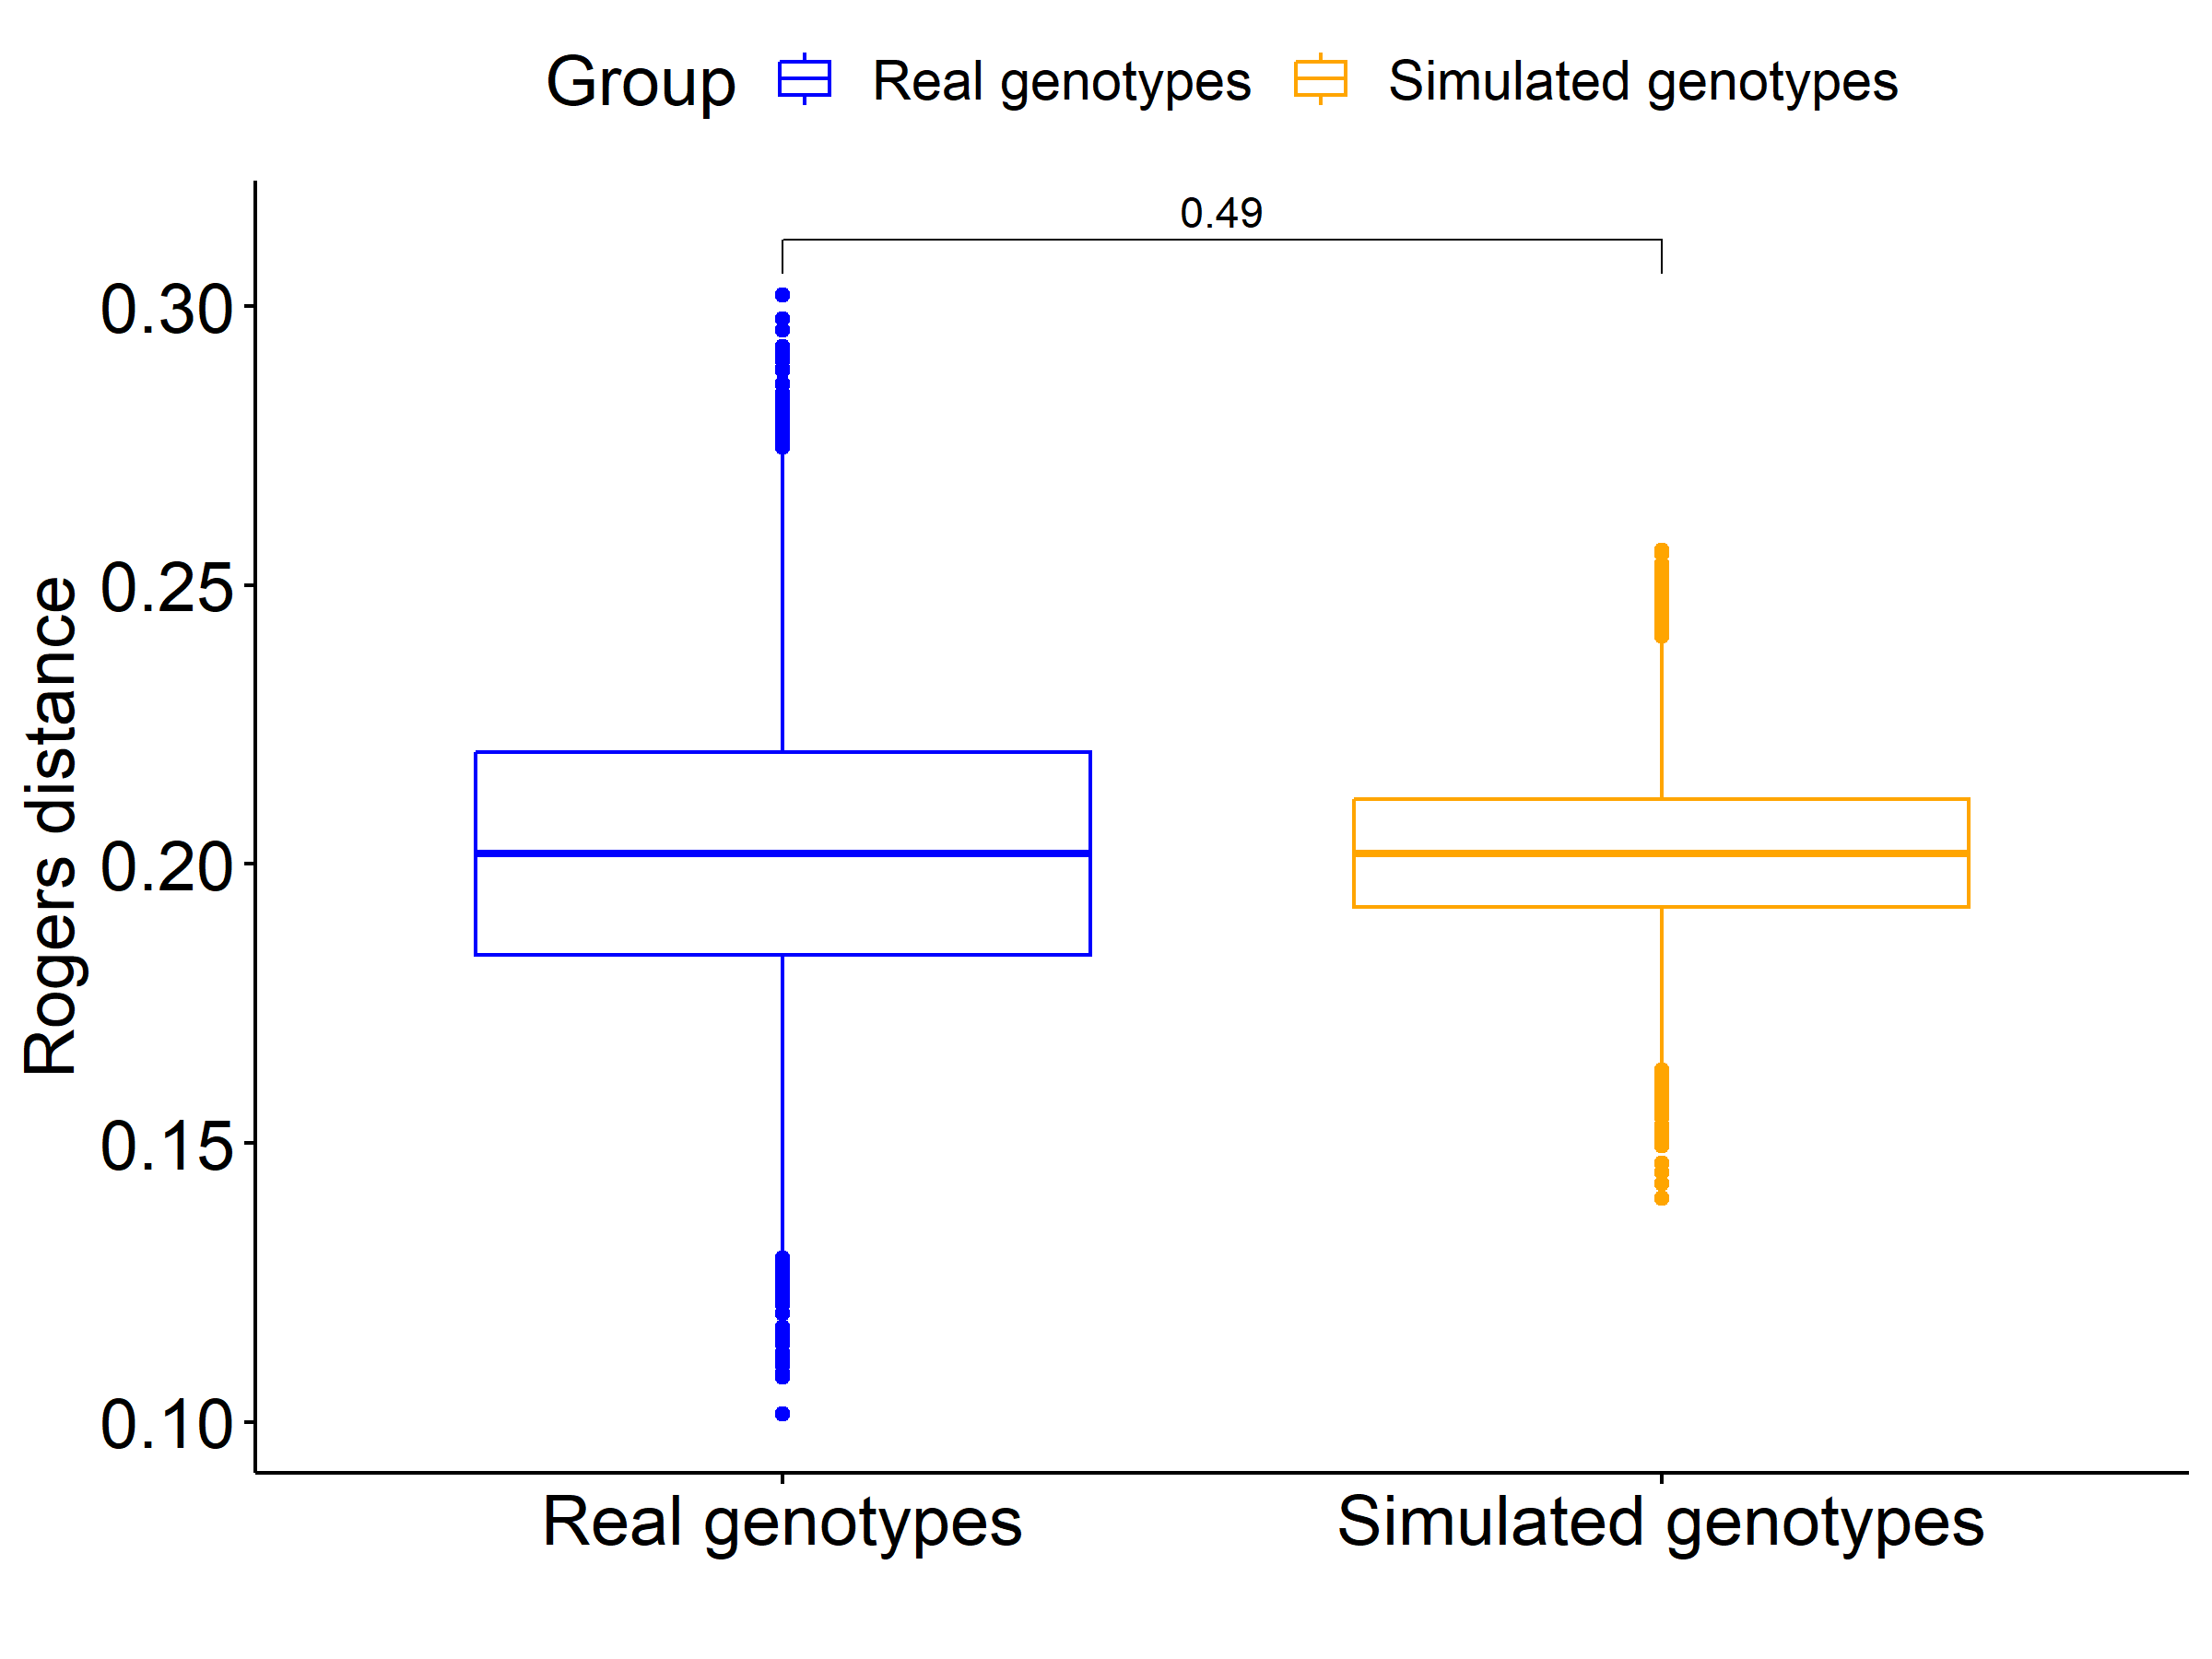 Group Real genotypes Simulated genotypes
0.49
0.30
0.25
0.20
0.15
0.10
Rogers distance
Real genotypes Simulated genotypes